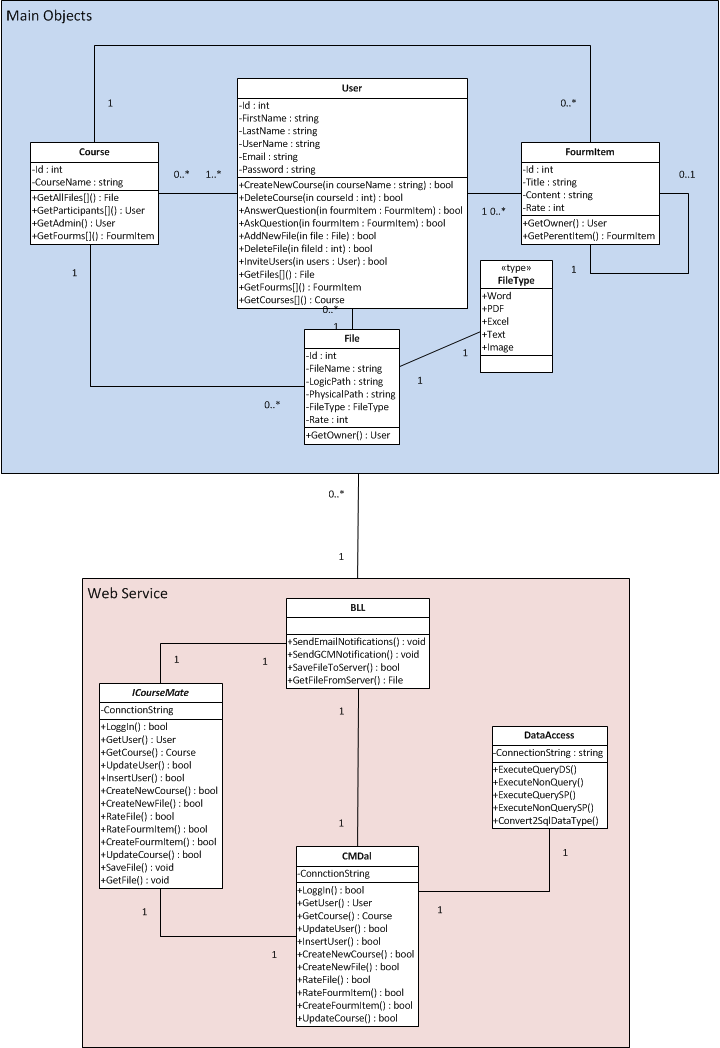 Main Objects
1
0..*
User
-Id : int
-FirstName : string
-LastName : string
-UserName : string
-Email : string
-Password : string
+CreateNewCourse(in courseName : string) : bool
+DeleteCourse(in courseId : int) : bool
+AnswerQuestion(in fourmItem : FourmItem) : bool
+AskQuestion(in fourmItem : FourmItem) : bool
+AddNewFile(in file : File) : bool
+DeleteFile(in fileId : int) : bool
+InviteUsers(in users : User) : bool
+GetFiles[]() : File
+GetFourms[]() : FourmItem
+GetCourses[]() : Course
Course
-Id : int
-CourseName : string
+GetAllFiles[]() : File
+GetParticipants[]() : User
+GetAdmin() : User
+GetFourms[]() : FourmItem
0..*
1..*
FourmItem
-Id : int
-Title : string
-Content : string
-Rate : int
+GetOwner() : User
+GetPerentItem() : FourmItem
0..1
1 0..*
1
1
«type»
FileType
+Word
+PDF
+Excel
+Text
+Image
0..*
1
File
-Id : int
-FileName : string
-LogicPath : string
-PhysicalPath : string
-FileType : FileType
-Rate : int
+GetOwner() : User
1
1
0..*
0..*
1
Web Service
BLL
+SendEmailNotifications() : void
+SendGCMNotification() : void
+SaveFileToServer() : bool
+GetFileFromServer() : File
1
1
ICourseMate
-ConnctionString
+LoggIn() : bool
+GetUser() : User
+GetCourse() : Course
+UpdateUser() : bool
+InsertUser() : bool
+CreateNewCourse() : bool
+CreateNewFile() : bool
+RateFile() : bool
+RateFourmItem() : bool
+CreateFourmItem() : bool
+UpdateCourse() : bool
+SaveFile() : void
+GetFile() : void
1
1
DataAccess
-ConnectionString : string
+ExecuteQueryDS()
+ExecuteNonQuery()
+ExecuteQuerySP()
+ExecuteNonQuerySP()
+Convert2SqlDataType()
1
1
CMDal
-ConnctionString
+LoggIn() : bool
+GetUser() : User
+GetCourse() : Course
+UpdateUser() : bool
+InsertUser() : bool
+CreateNewCourse() : bool
+CreateNewFile() : bool
+RateFile() : bool
+RateFourmItem() : bool
+CreateFourmItem() : bool
+UpdateCourse() : bool
1
1